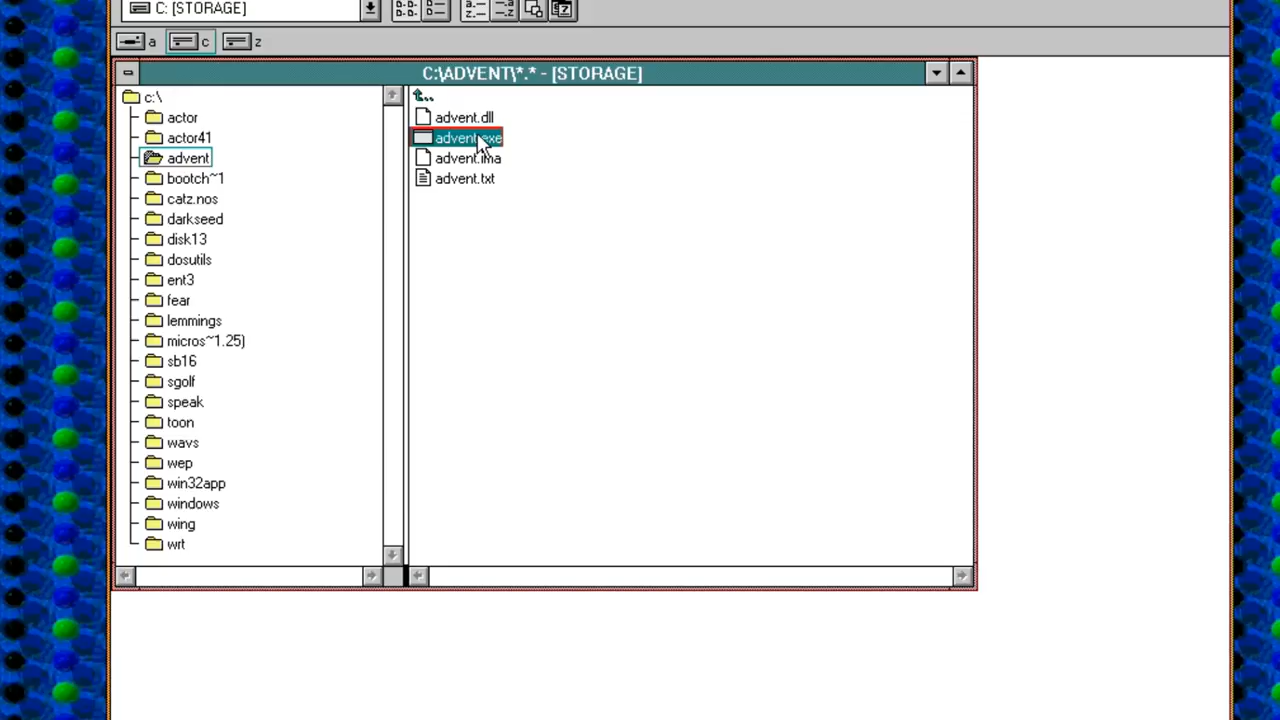 C: [STORAGE]
a c z
C:\ADVENT\*.* - [STORAGE]
c:\
actor
actor41
advent
bootch~1
catz.nos
darkseed
disk13
dosutils
ent3
fear
lemmings
micros~1.25)
sb16
sgolf
speak
toon
wavs
wep
win32app
windows
wing
wrt
..
advent.dll
advent.exe
advent.txt